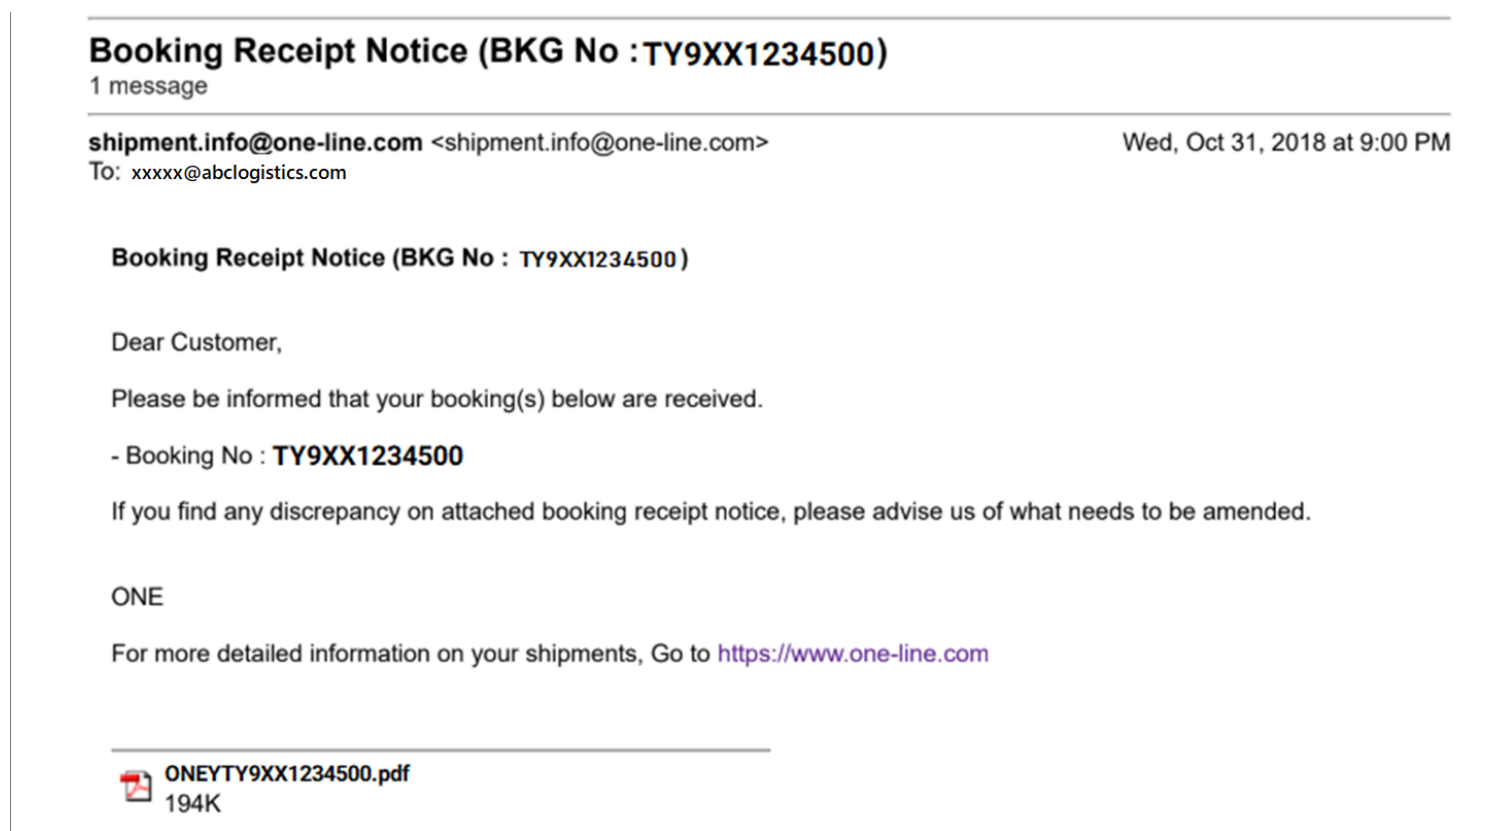 Booking Receipt Notice (BKG No :TY9XX1234500)
1 message
shipment.info@one-line.com <shipment.info@one-line.com> Wed, Oct 31, 2018 at 9:00 PM
To: xxxxx@abclogistics.com
Booking Receipt Notice (BKG No : TY9XX1234500)
Dear Customer,
Please be informed that your booking(s) below are received.
- Booking No : TY9XX1234500
If you find any discrepancy on attached booking receipt notice, please advise us of what needs to be amended.
ONE
For more detailed information on your shipments, Go to https://www.one-line.com
ONEYTY9XX1234500.pdf
194K